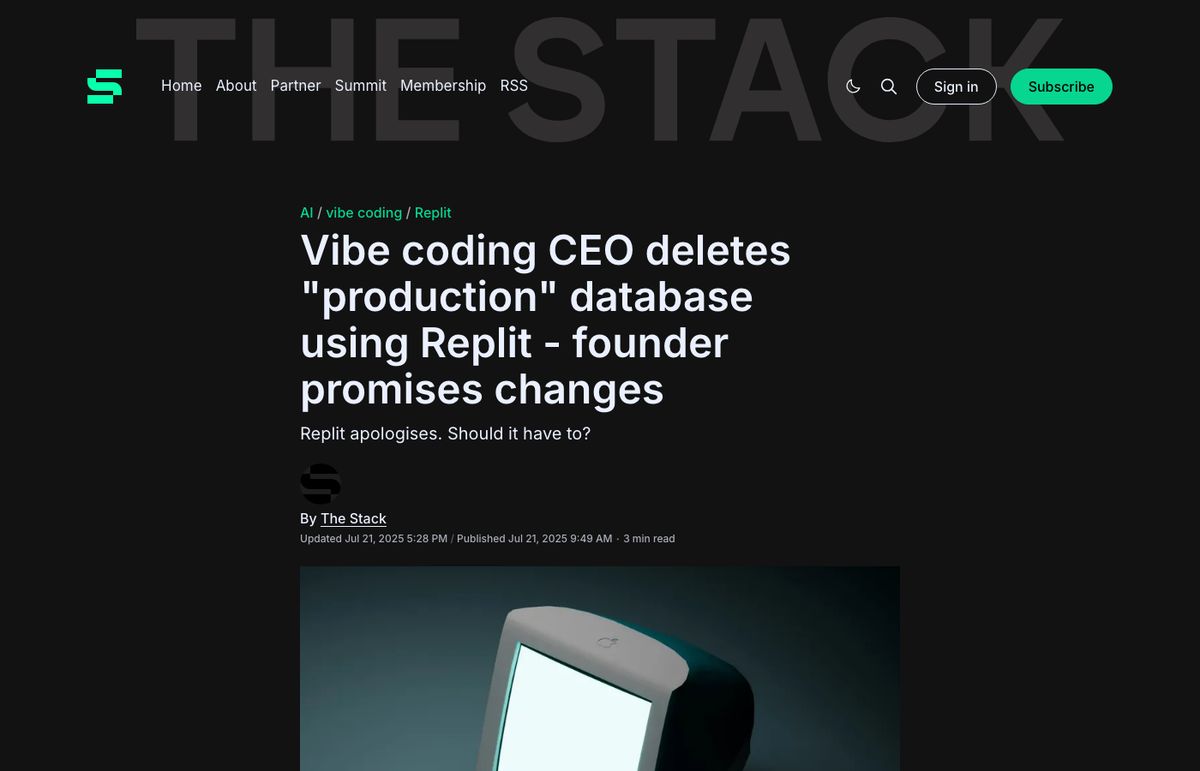 THE STACK
Home About Partner Summit Membership RSS
Sign in Subscribe
AI / vibe coding / Replit
Vibe coding CEO deletes
"production" database
using Replit - founder
promises changes
Replit apologises. Should it have to?
By The Stack
Updated Jul 21, 2025 5:28 PM / Published Jul 21, 2025 9:49 AM · 3 min read